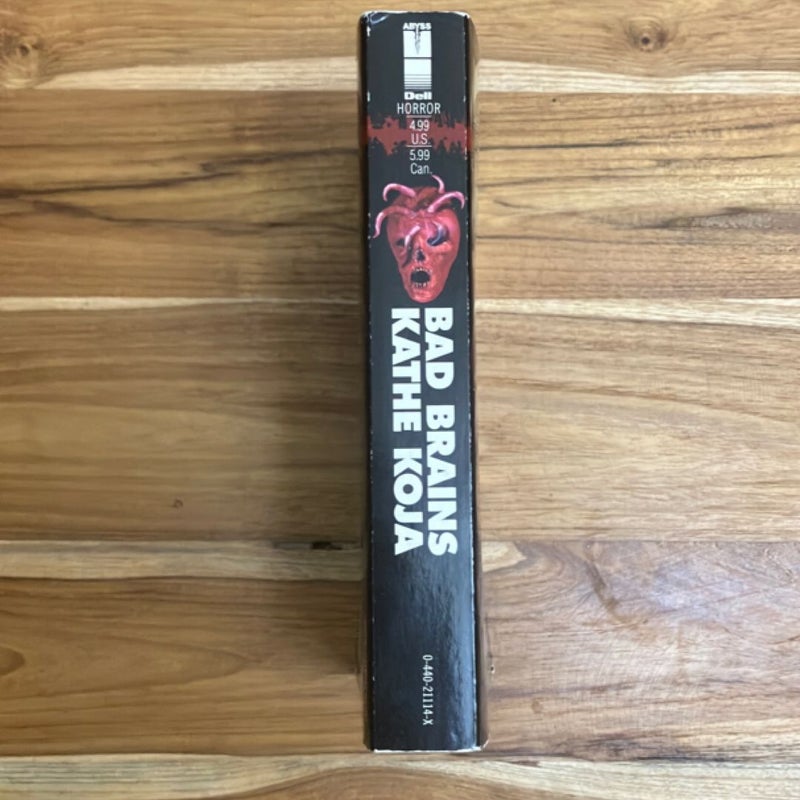 ABYSS
Dell
HORROR
4.99
U.S.
5.99
Can.
BAD BRAINS
KATHE KOJA
0-440-21114-X